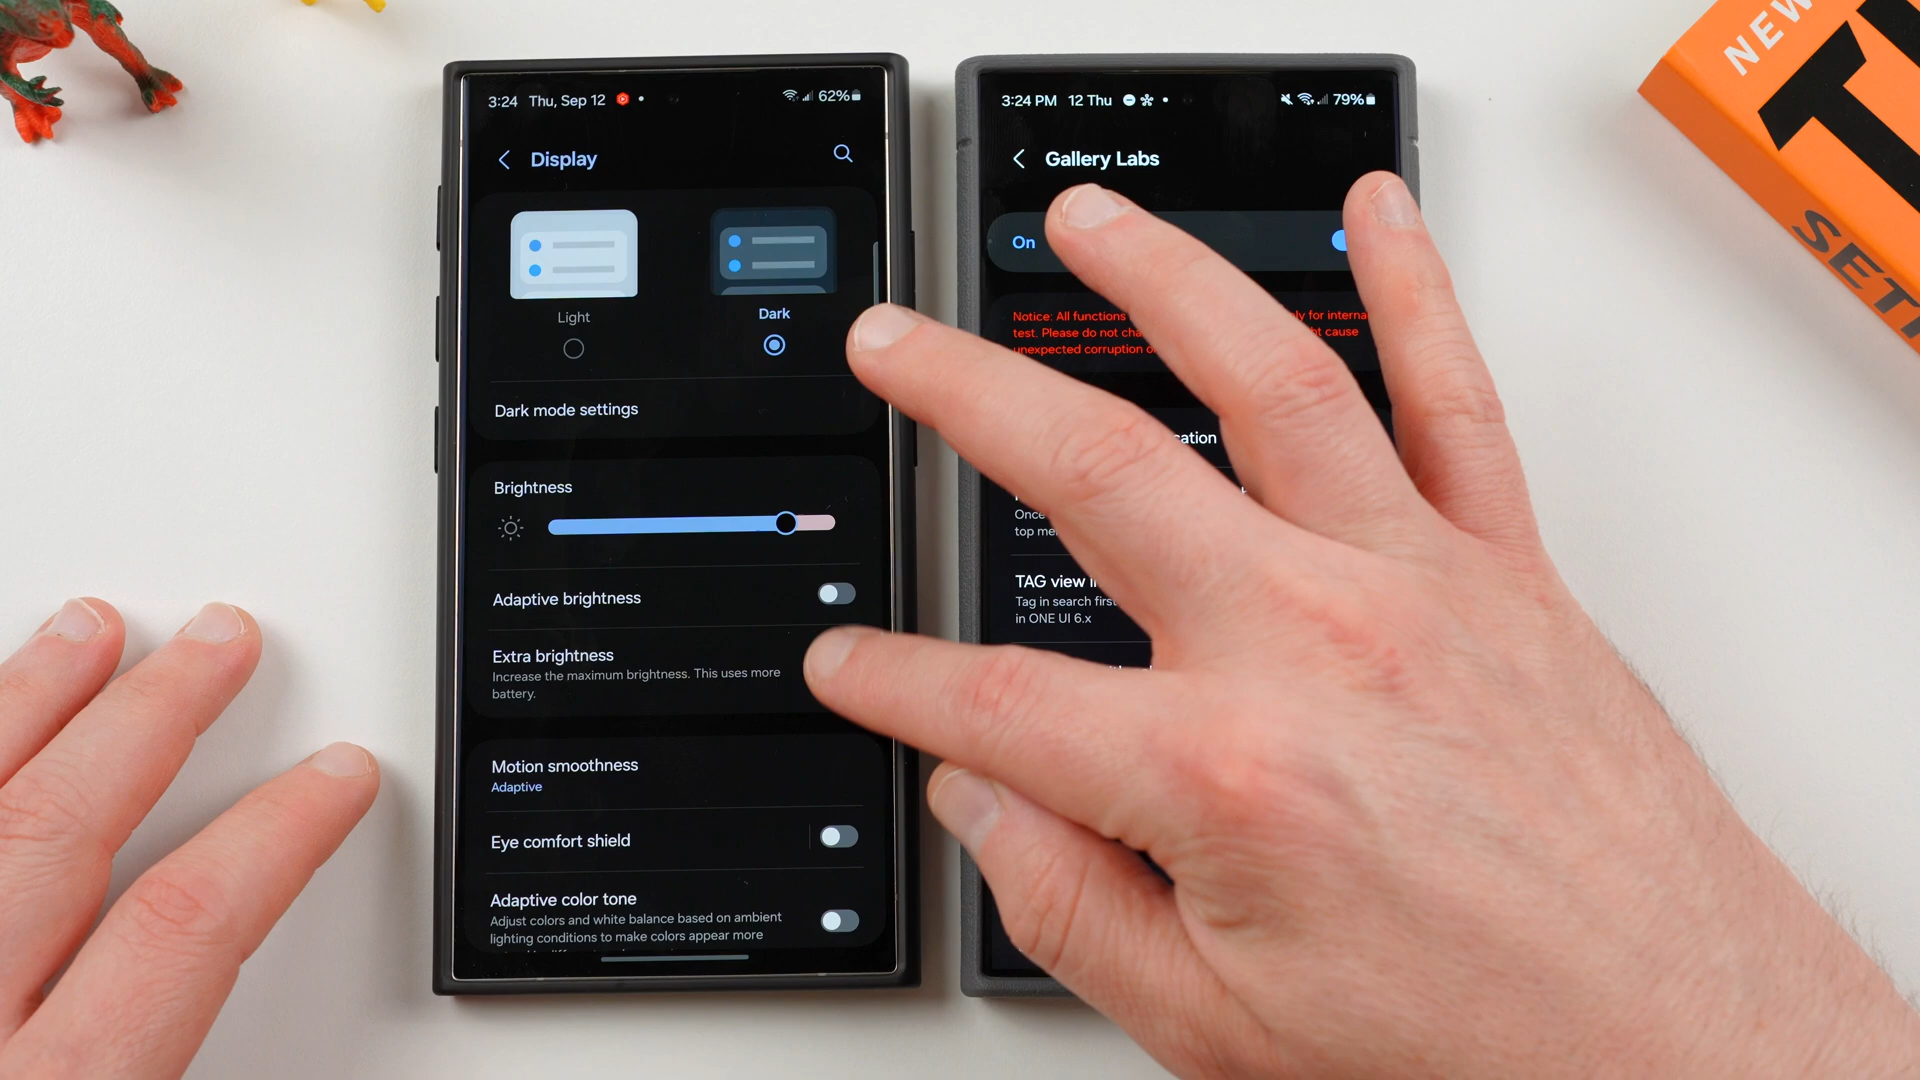 3:24 Thu, Sep 12
62%
Display
Light
Dark
Dark mode settings
Brightness
Adaptive brightness
Extra brightness
Increase the maximum brightness. This uses more
battery.
Motion smoothness
Adaptive
Eye comfort shield
Adaptive color tone
Adjust colors and white balance based on ambient
lighting conditions to make colors appear more
3:24 PM 12 Thu
79%
Gallery Labs
On
Notice: All functions for internal
test. Please do not cause
unexpected corruption
Once
TAG view
Tag in search first
in ONE UI 6.x
NEW